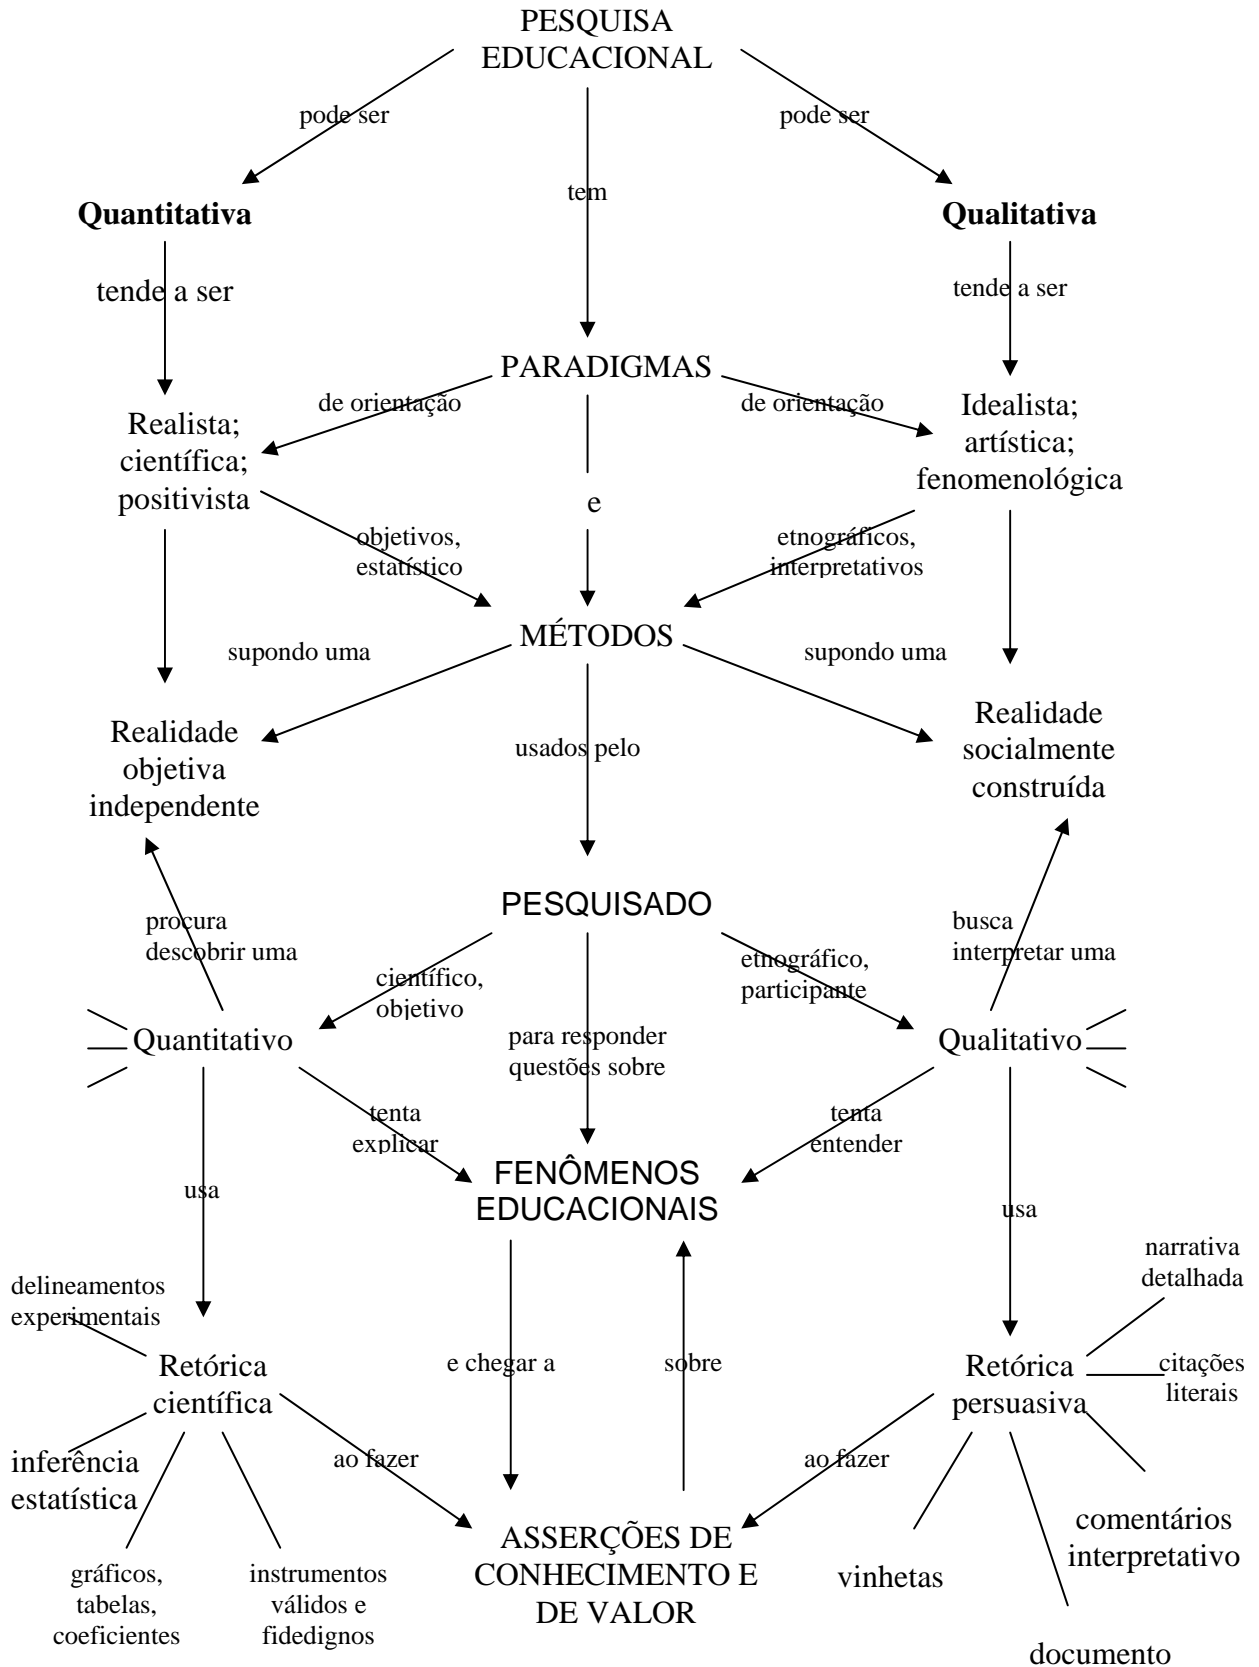 PESQUISA
EDUCACIONAL
pode ser
pode ser
tem
Quantitativa
Qualitativa
tende a ser
tende a ser
PARADIGMAS
de orientação
de orientação
Realista;
científica;
positivista
Idealista;
artística;
fenomenológica
e
objetivos,
estatístico
etnográficos,
interpretativos
MÉTODOS
supondo uma
supondo uma
Realidade
objetiva
independente
usados pelo
Realidade
socialmente
construída
PESQUISADO
procura
descobrir uma
busca
interpretar uma
científico,
objetivo
etnográfico,
participante
Quantitativo
para responder
questões sobre
Qualitativo
tenta
explicar
tenta
entender
FENÔMENOS
EDUCACIONAIS
usa
usa
narrativa
detalhada
delineamentos
experimentais
Retórica
científica
e chegar a
sobre
Retórica
persuasiva
citações
literais
inferência
estatística
ao fazer
ao fazer
ASSERÇÕES DE
CONHECIMENTO E
DE VALOR
comentários
interpretativo
gráficos,
tabelas,
coeficientes
instrumentos
válidos e
fidedignos
vinhetas
documento